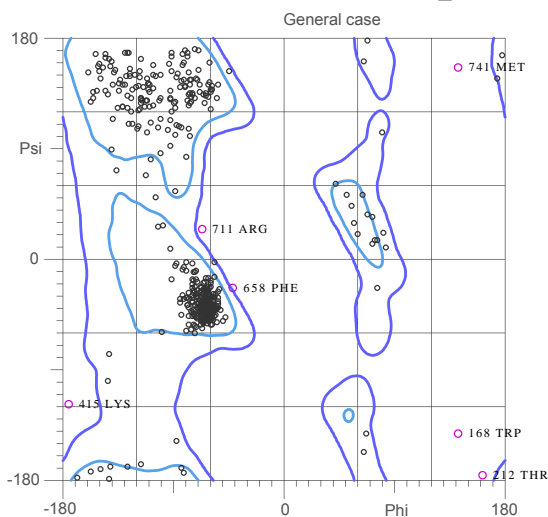 General case
180
741 MET
Psi
711 ARG
0
658 PHE
415 LYS
168 TRP
212 THR
-180
-180
0
Phi
180